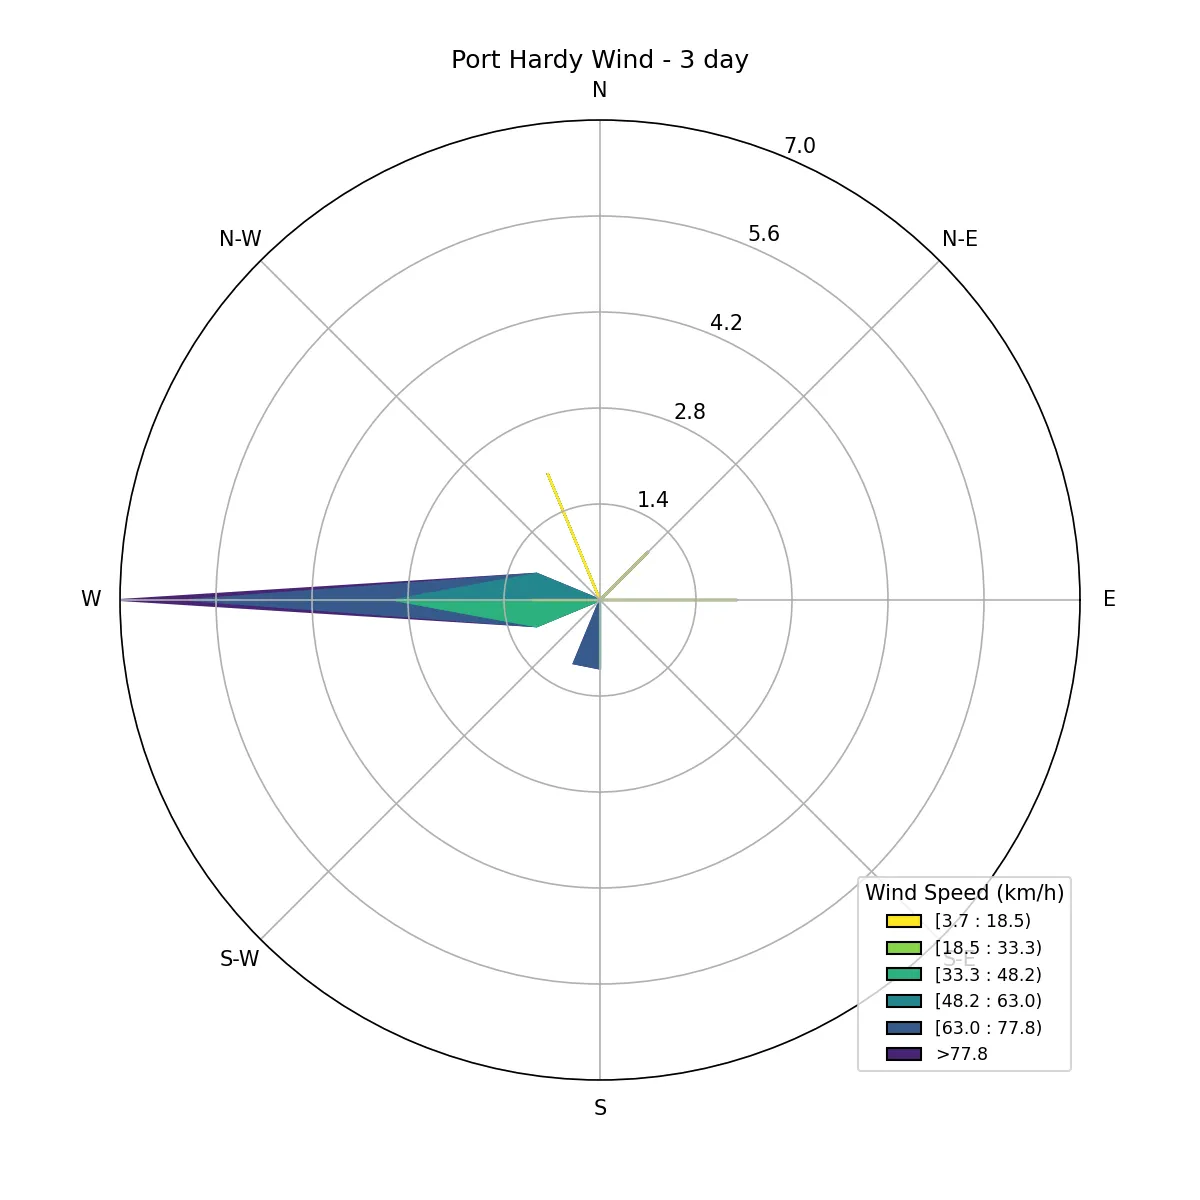 Port Hardy Wind - 3 day
N
7.0
N-W
5.6
N-E
4.2
2.8
1.4
W
E
Wind Speed (km/h)
[3.7 : 18.5)
[18.5 : 33.3)
S-W
S-E
[33.3 : 48.2)
[48.2 : 63.0)
[63.0 : 77.8)
>77.8
S